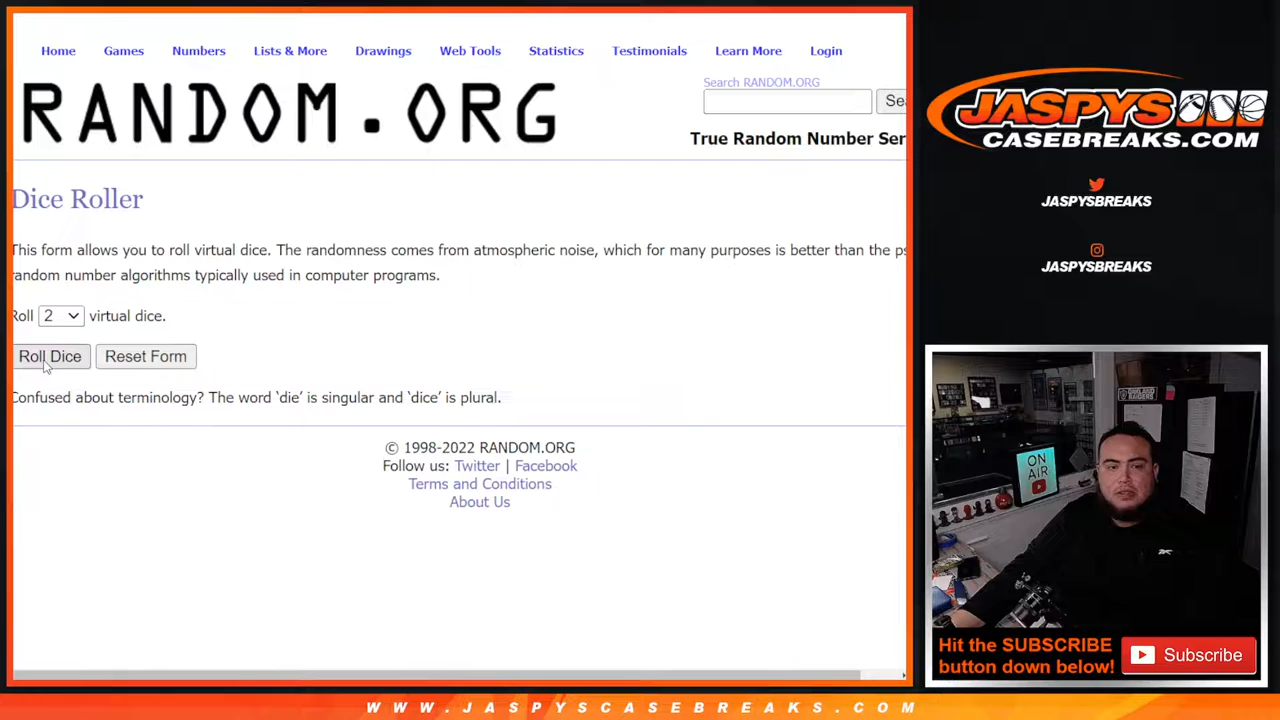 Home Games Numbers Lists & More Drawings Web Tools Statistics Testimonials Learn More Login
RANDOM.ORG
Search RANDOM.ORG
Sea
True Random Number Ser
Dice Roller
This form allows you to roll virtual dice. The randomness comes from atmospheric noise, which for many purposes is better than the ps
random number algorithms typically used in computer programs.
Roll 2 virtual dice.
Roll Dice Reset Form
Confused about terminology? The word ‘die’ is singular and ‘dice’ is plural.
© 1998-2022 RANDOM.ORG
Follow us: Twitter | Facebook
Terms and Conditions
About Us
JASPYS
CASEBREAKS.COM
JASPYSBREAKS
JASPYSBREAKS
OAKLAND
RAIDERS
ON
AIR
Hit the SUBSCRIBE
button down below!
Subscribe
WWW.JASPYSCASEBREAKS.COM